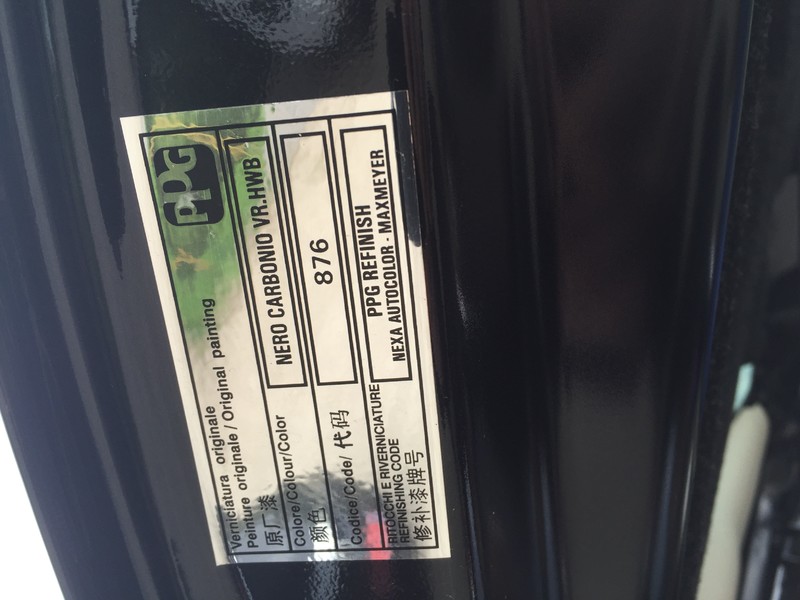 PPG
Verniciatura originale
Peinture originale / Original painting
原厂漆
Colore/Colour/Color
颜色
NERO CARBONIO VR.HWB
Codice/Code/代码
876
RITOCCHI E RIVERNICIATURE
REFINISHING CODE
修补漆牌号
PPG REFINISH
NEXA AUTOCOLOR - MAXMEYER